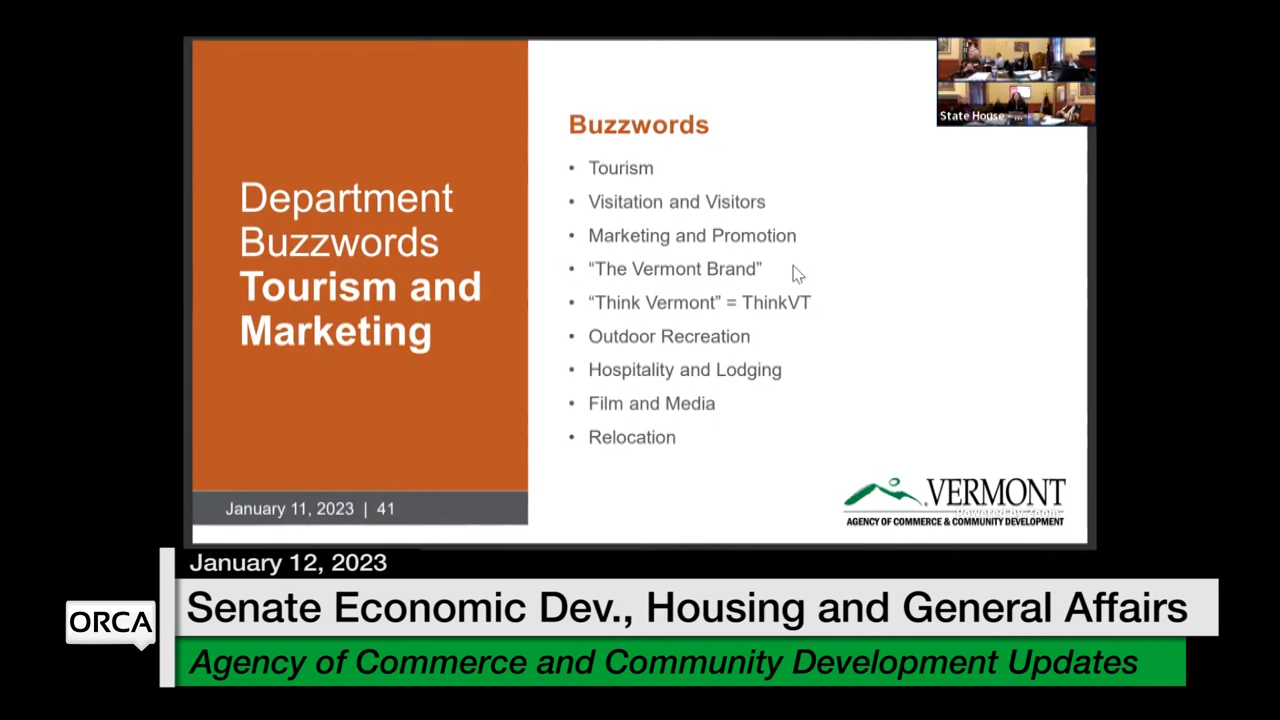 Department
Buzzwords
Tourism and
Marketing
January 11, 2023 | 41
Buzzwords
• Tourism
• Visitation and Visitors
• Marketing and Promotion
• “The Vermont Brand”
• “Think Vermont” = ThinkVT
• Outdoor Recreation
• Hospitality and Lodging
• Film and Media
• Relocation
State House - ...
VERMONT
Powered by Zoom
AGENCY OF COMMERCE & COMMUNITY DEVELOPMENT
January 12, 2023
ORCA
Senate Economic Dev., Housing and General Affairs
Agency of Commerce and Community Development Updates